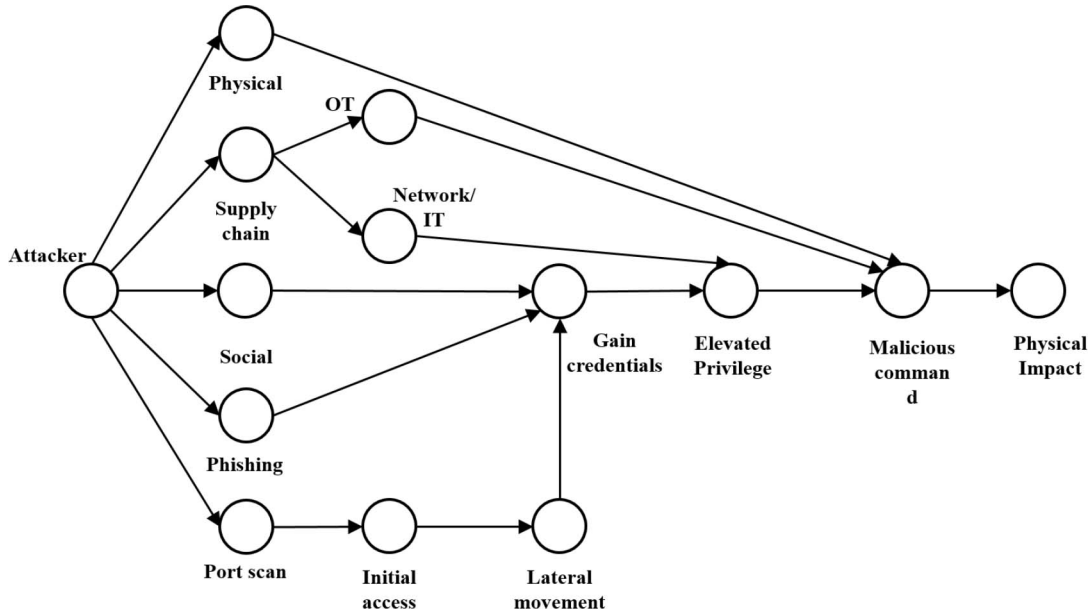 Physical
OT
Supply
chain
Network/
IT
Attacker
Social
Gain
credentials
Elevated
Privilege
Malicious
comman
d
Physical
Impact
Phishing
Port scan
Initial
access
Lateral
movement